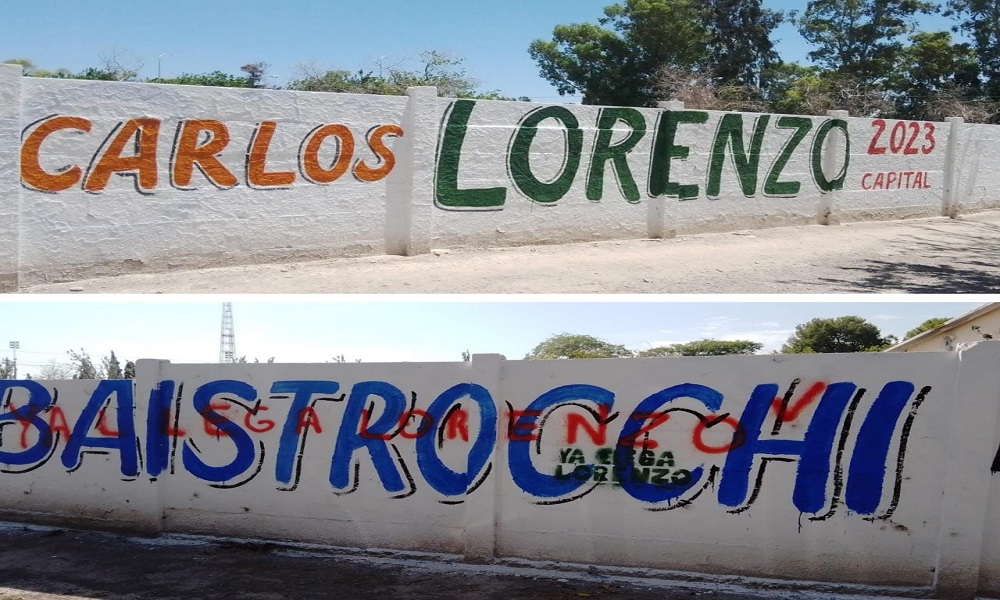 CARLOS LORENZO 2023
CAPITAL
BAISTROCCHI
YA LLEGA LORENZO
YA LLEGA
LORENZO